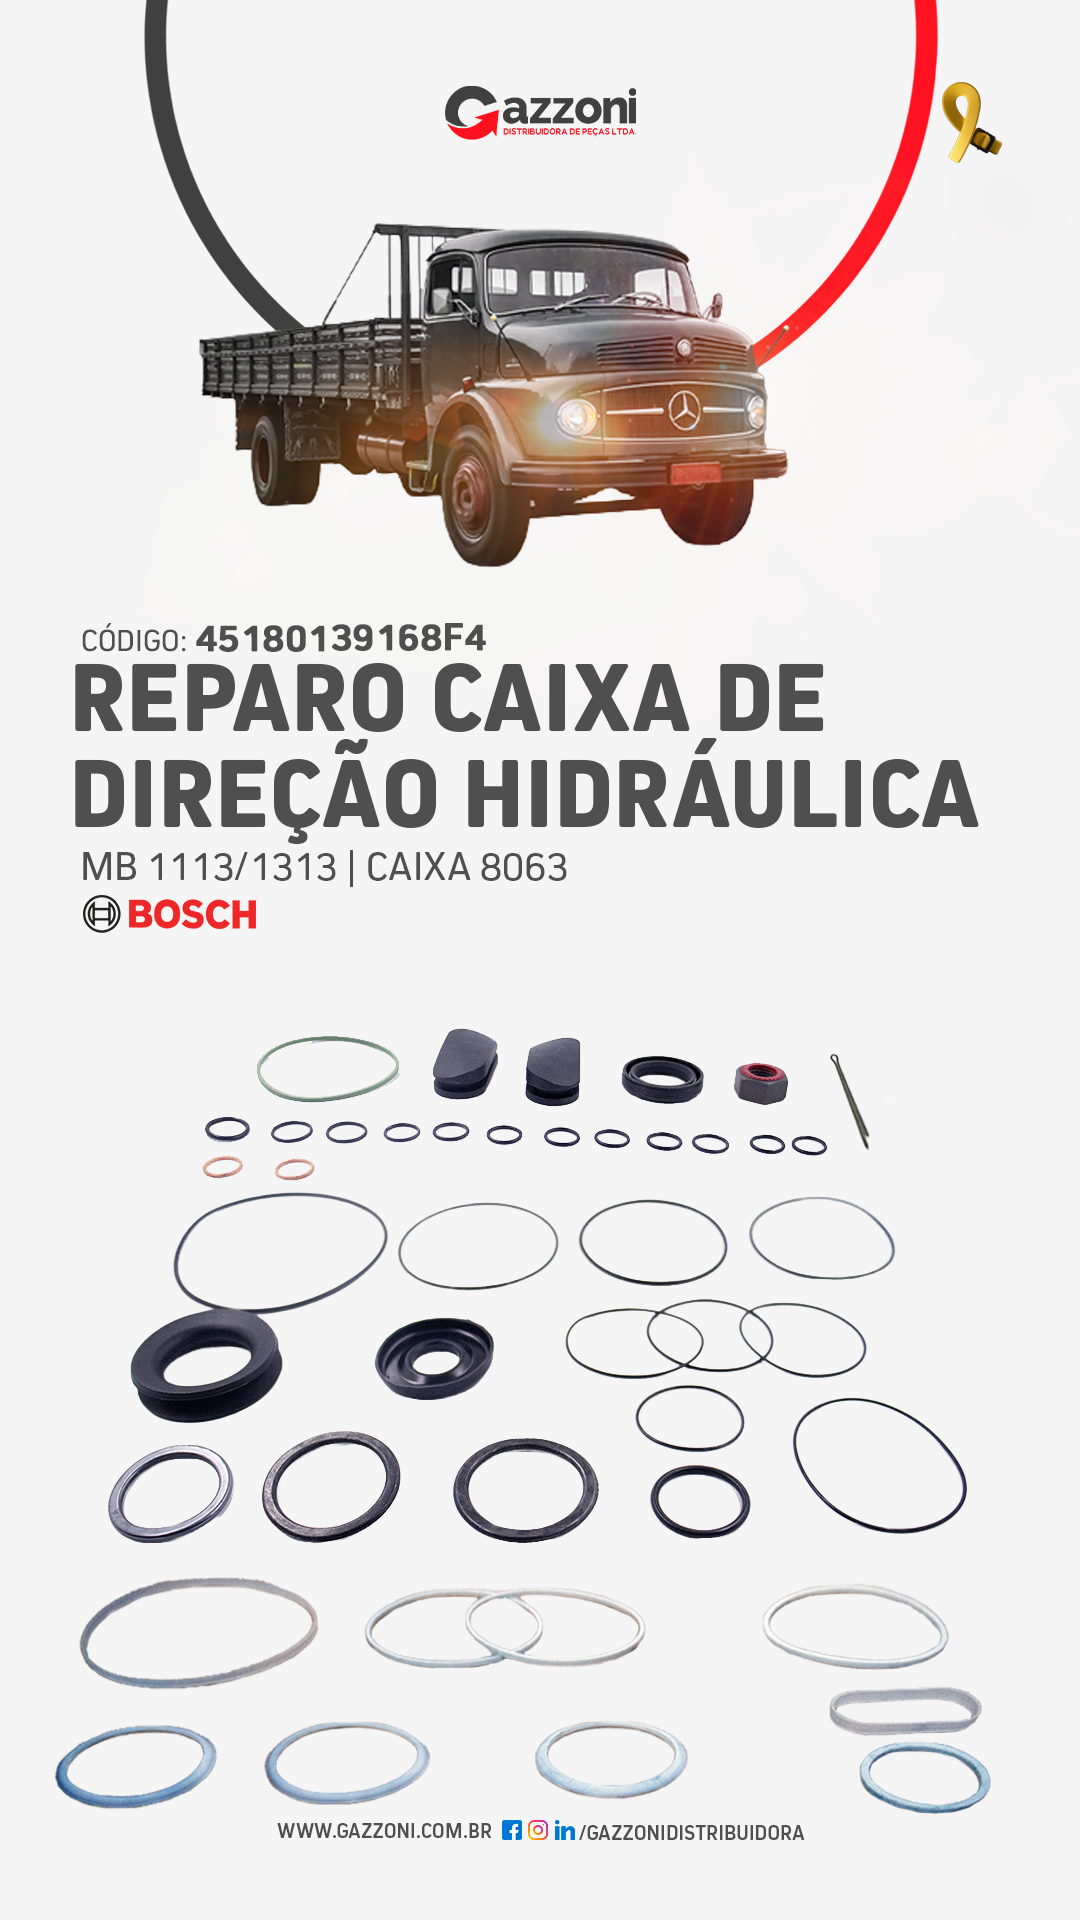 Gazzoni
DISTRIBUIDORA DE PEÇAS LTDA.
CÓDIGO: 45180139168F4
REPARO CAIXA DE
DIREÇÃO HIDRÁULICA
MB 1113/1313 | CAIXA 8063
BOSCH
WWW.GAZZONI.COM.BR /GAZZONIDISTRIBUIDORA